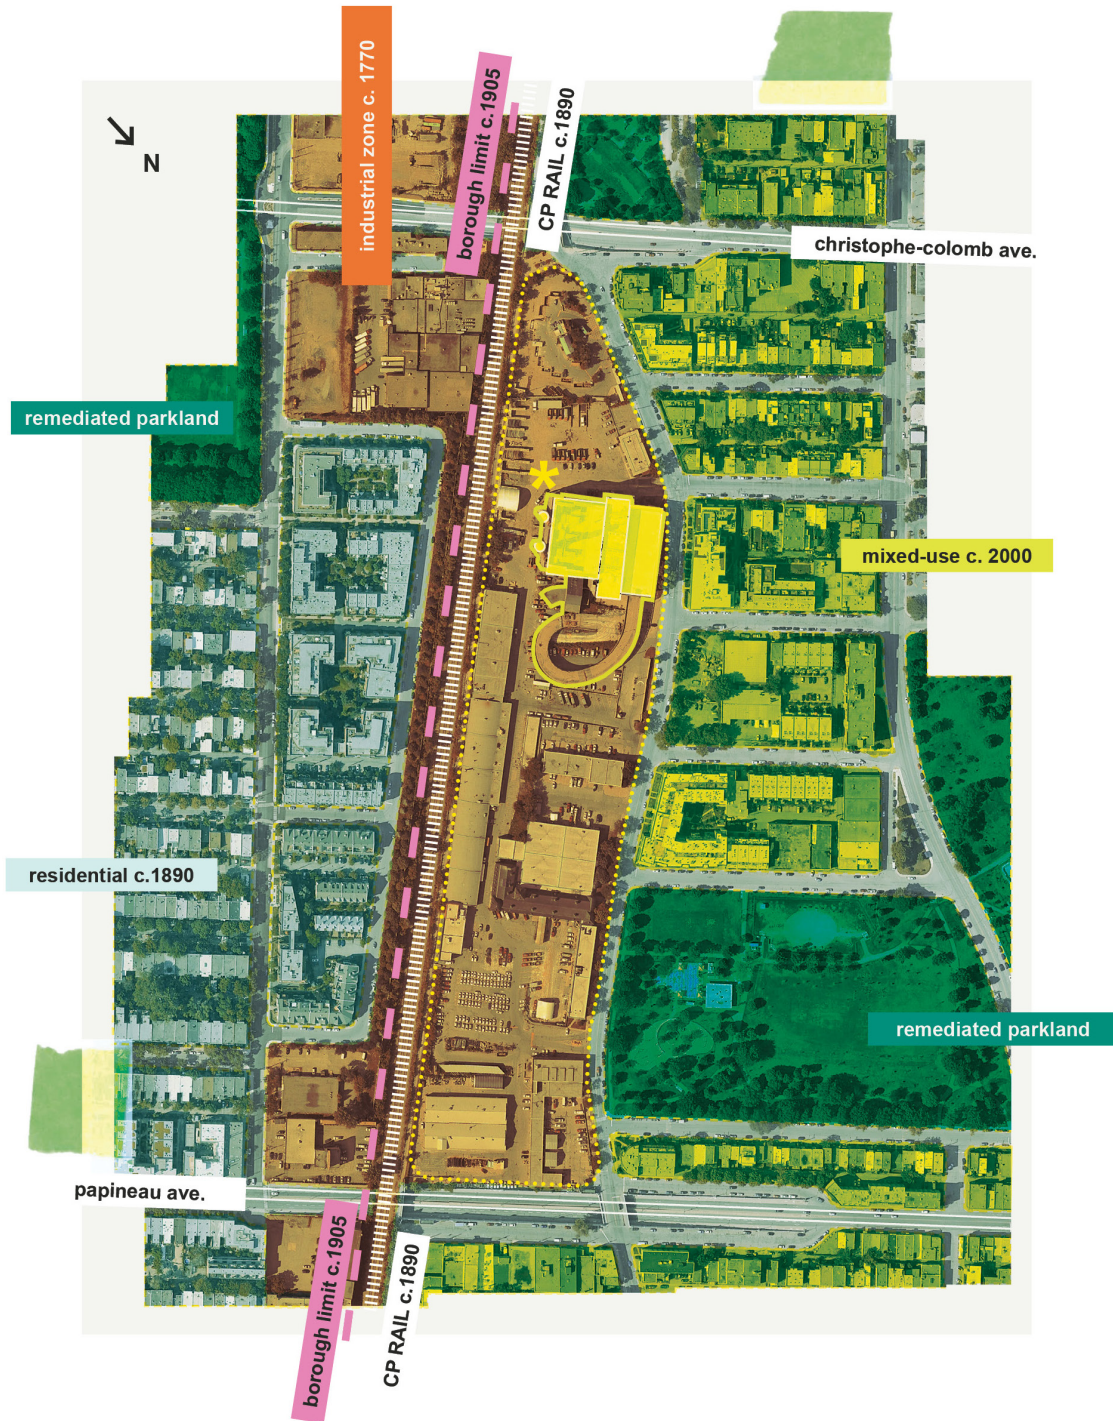 industrial zone c. 1770
borough limit c.1905
CP RAIL c.1890
N
christophe-colomb ave.
remediated parkland
*
mixed-use c. 2000
residential c.1890
remediated parkland
papineau ave.
borough limit c.1905
CP RAIL c.1890